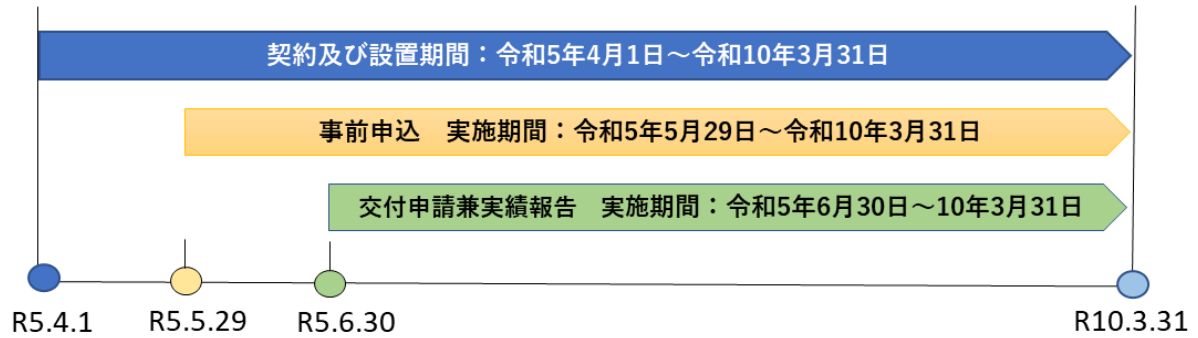 契約及び設置期間：令和5年4月1日～令和10年3月31日
事前申込　実施期間：令和5年5月29日～令和10年3月31日
交付申請兼実績報告　実施期間：令和5年6月30日～10年3月31日
R5.4.1 R5.5.29 R5.6.30 R10.3.31